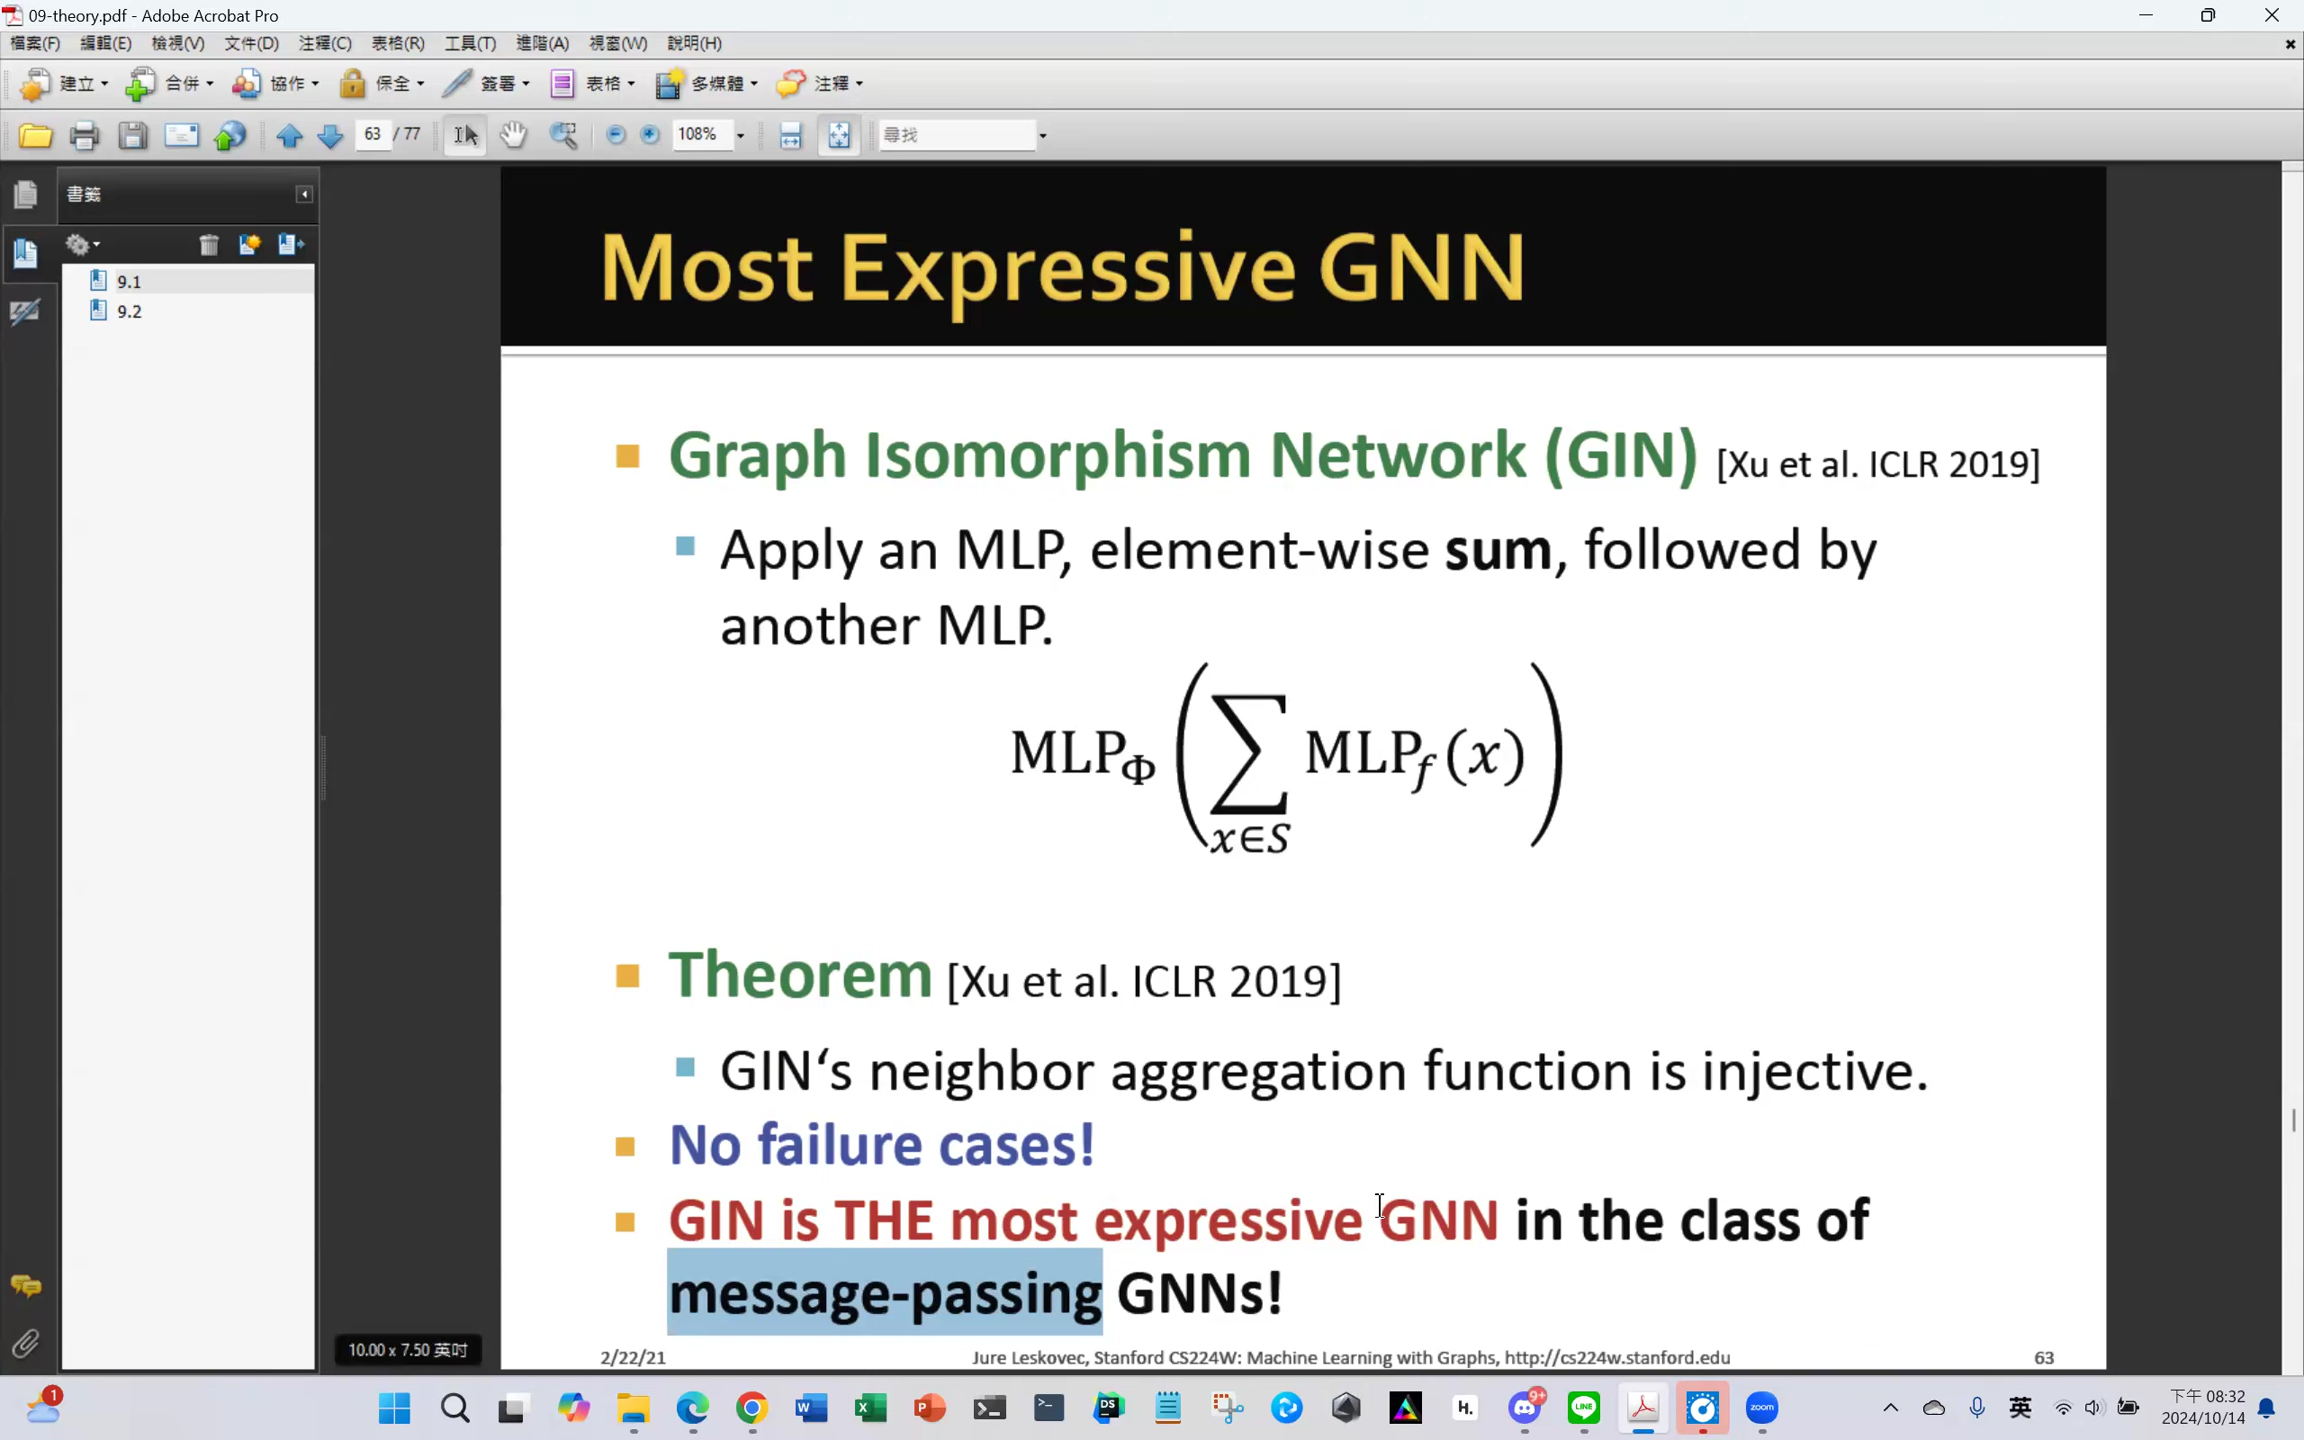 09-theory.pdf - Adobe Acrobat Pro
檔案(F) 編輯(E) 檢視(V) 文件(D) 注釋(C) 表格(R) 工具(T) 進階(A) 視窗(W) 說明(H)
建立 合併 協作 保全 簽署 表格 多媒體 注釋
63 / 77 108% 尋找
書籤
9.1
9.2
Most Expressive GNN
Graph Isomorphism Network (GIN) [Xu et al. ICLR 2019]
Apply an MLP, element-wise sum, followed by
another MLP.
MLP_Φ (∑_{x∈S} MLP_f(x))
Theorem [Xu et al. ICLR 2019]
GIN‘s neighbor aggregation function is injective.
No failure cases!
GIN is THE most expressive GNN in the class of
message-passing GNNs!
10.00 x 7.50 英吋
2/22/21 Jure Leskovec, Stanford CS224W: Machine Learning with Graphs, http://cs224w.stanford.edu 63
1 W X P DS H. 9+ LINE zoom 英 下午 08:32
2024/10/14